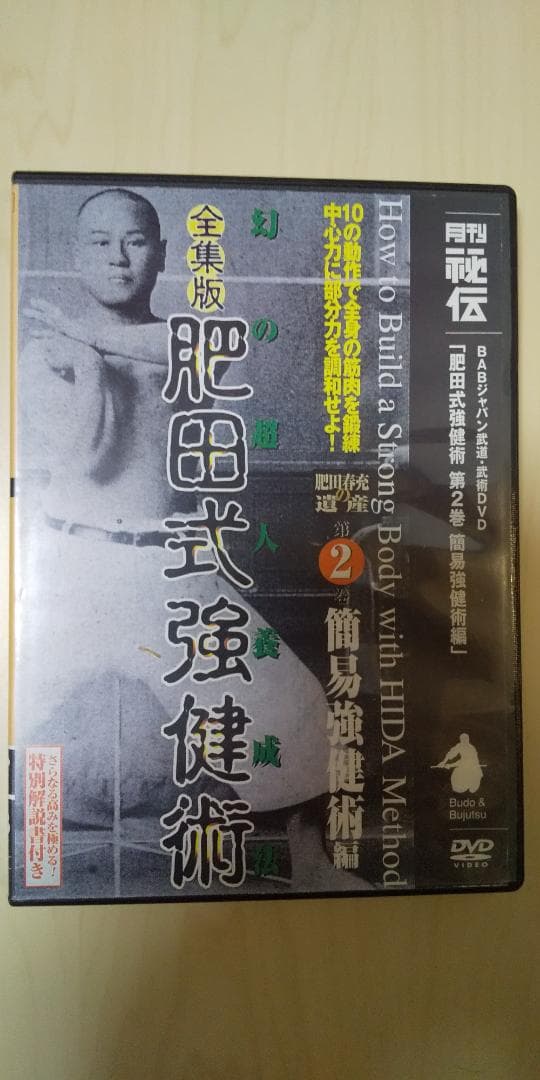 月刊
秘伝
BABジャパン武道・武術DVD
「肥田式強健術 第2巻 簡易強健術編」
Budo &
Bujutsu
DVD
VIDEO
How to Build a Strong Body with HIDA Method
10の動作で全身の筋肉を鍛練
中心力に部分力を調和せよ！
肥田春充
の
遺産
第2巻
簡易強健術編
幻の超人養成法
全集版
肥田式強健術
さらなる高みを極める！
特別解説書付き